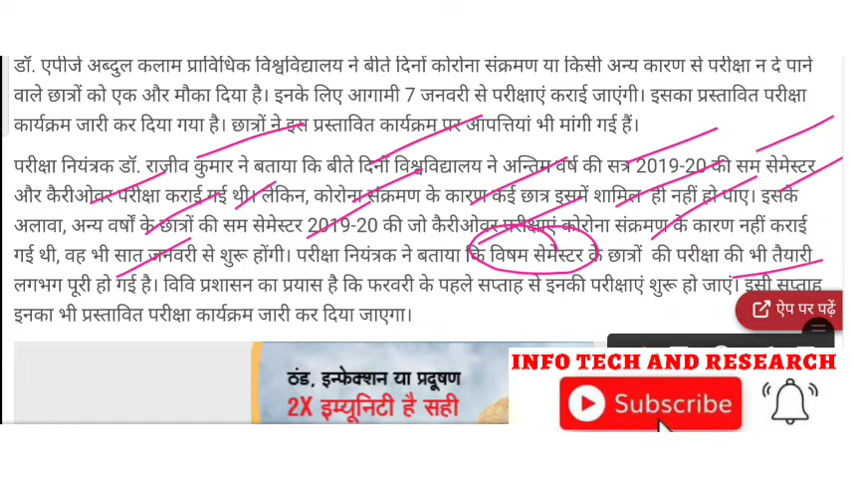 डॉ. एपीजे अब्दुल कलाम प्राविधिक विश्वविद्यालय ने बीते दिनों कोरोना संक्रमण या किसी अन्य कारण से परीक्षा न दे पाने
वाले छात्रों को एक और मौका दिया है। इनके लिए आगामी 7 जनवरी से परीक्षाएं कराई जाएंगी। इसका प्रस्तावित परीक्षा
कार्यक्रम जारी कर दिया गया है। छात्रों ने इस प्रस्तावित कार्यक्रम पर आपत्तियां भी मांगी गई हैं।
परीक्षा नियंत्रक डॉ. राजीव कुमार ने बताया कि बीते दिनों विश्वविद्यालय ने अन्तिम वर्ष की सत्र 2019-20 की सम सेमेस्टर
और कैरीओवर परीक्षा कराई गई थी। लेकिन, कोरोना संक्रमण के कारण कई छात्र इसमें शामिल ही नहीं हो पाए। इसके
अलावा, अन्य वर्षों के छात्रों की सम सेमेस्टर 2019-20 की जो कैरीओवर परीक्षाएं कोरोना संक्रमण के कारण नहीं कराई
गई थी, वह भी सात जनवरी से शुरू होंगी। परीक्षा नियंत्रक ने बताया कि विषम सेमेस्टर के छात्रों की परीक्षा की भी तैयारी
लगभग पूरी हो गई है। विवि प्रशासन का प्रयास है कि फरवरी के पहले सप्ताह से इनकी परीक्षाएं शुरू हो जाएं। इसी सप्ताह
इनका भी प्रस्तावित परीक्षा कार्यक्रम जारी कर दिया जाएगा।
ऐप पर पढ़ें
ठंड, इन्फेक्शन या प्रदूषण
2X इम्यूनिटी है सही
INFO TECH AND RESEARCH
Subscribe